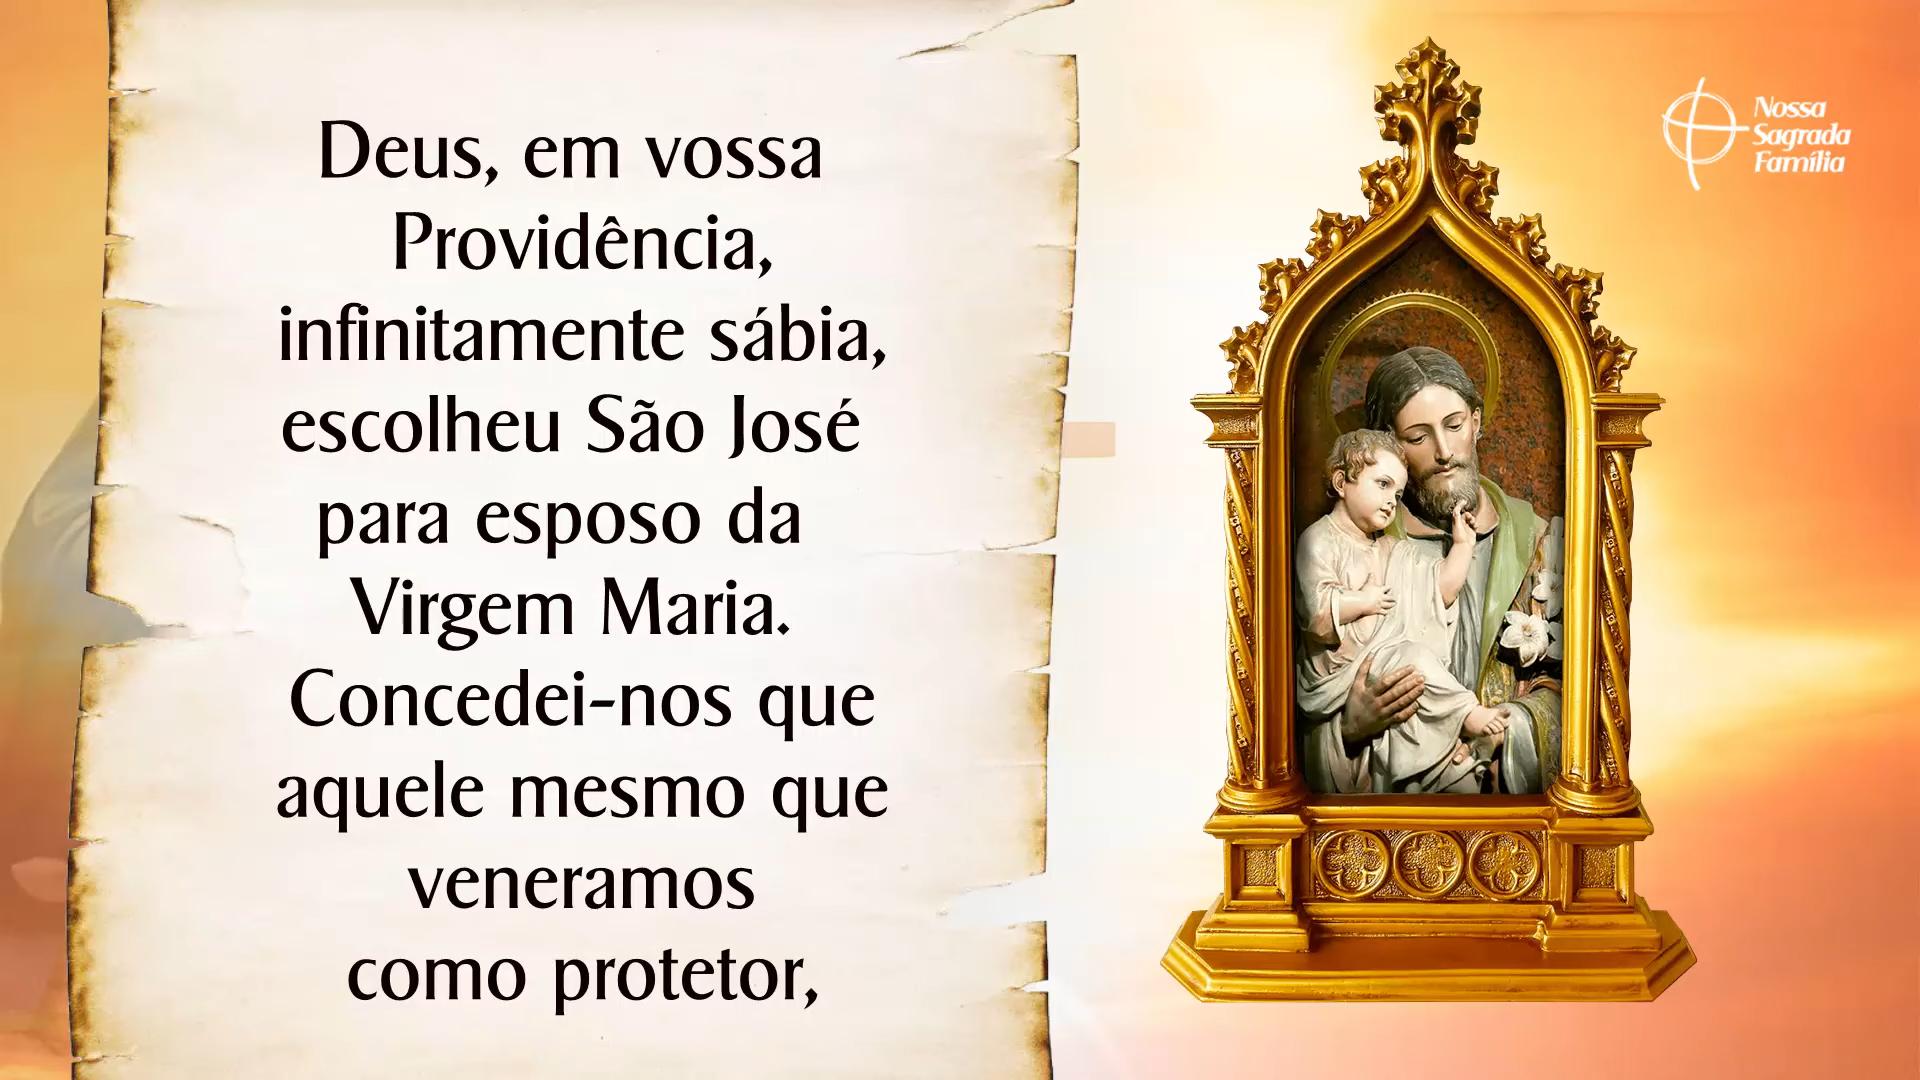 Deus, em vossa
Providência,
infinitamente sábia,
escolheu São José
para esposo da
Virgem Maria.
Concedei-nos que
aquele mesmo que
veneramos
como protetor,
Nossa
Sagrada
Família